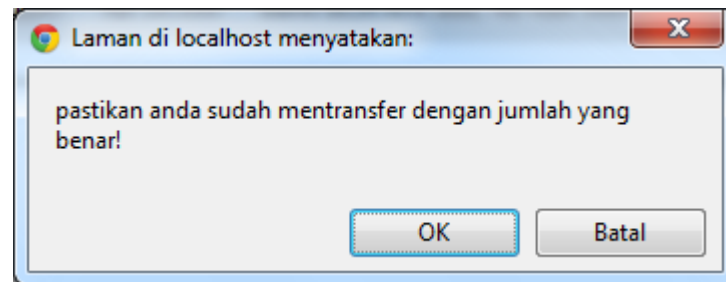 Laman di localhost menyatakan:
pastikan anda sudah mentransfer dengan jumlah yang
benar!
OK
Batal